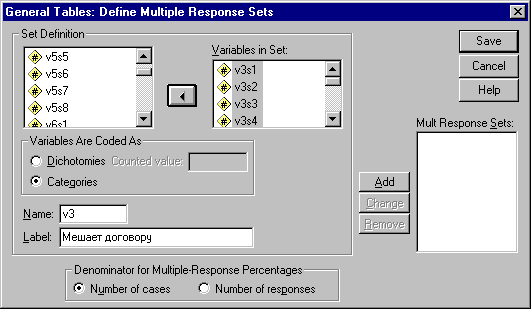 General Tables: Define Multiple Response Sets
Set Definition
v5s5
v5s6
v5s7
v5s8
v6s1
Variables in Set:
v3s1
v3s2
v3s3
v3s4
Save
Cancel
Help
Variables Are Coded As
Dichotomies Counted value:
Categories
Name: v3
Label: Мешает договору
Mult Response Sets:
Add
Change
Remove
Denominator for Multiple-Response Percentages
Number of cases Number of responses